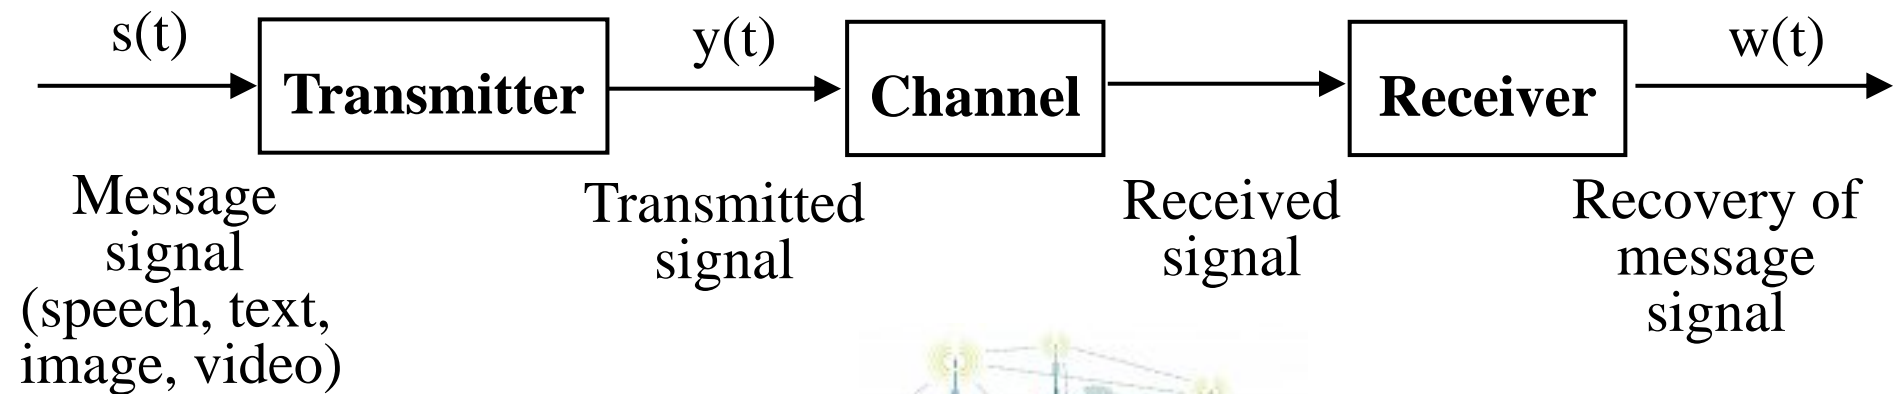 s(t)
y(t)
w(t)
Transmitter
Channel
Receiver
Message
signal
(speech, text,
image, video)
Transmitted
signal
Received
signal
Recovery of
message
signal